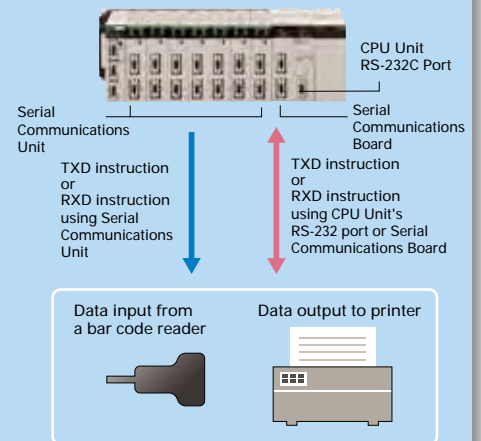 CPU Unit
RS-232C Port
Serial
Communications
Unit
Serial
Communications
Board
TXD instruction
or
RXD instruction
using Serial
Communications
Unit
TXD instruction
or
RXD instruction
using CPU Unit's
RS-232 port or Serial
Communications Board
Data input from
a bar code reader
Data output to printer